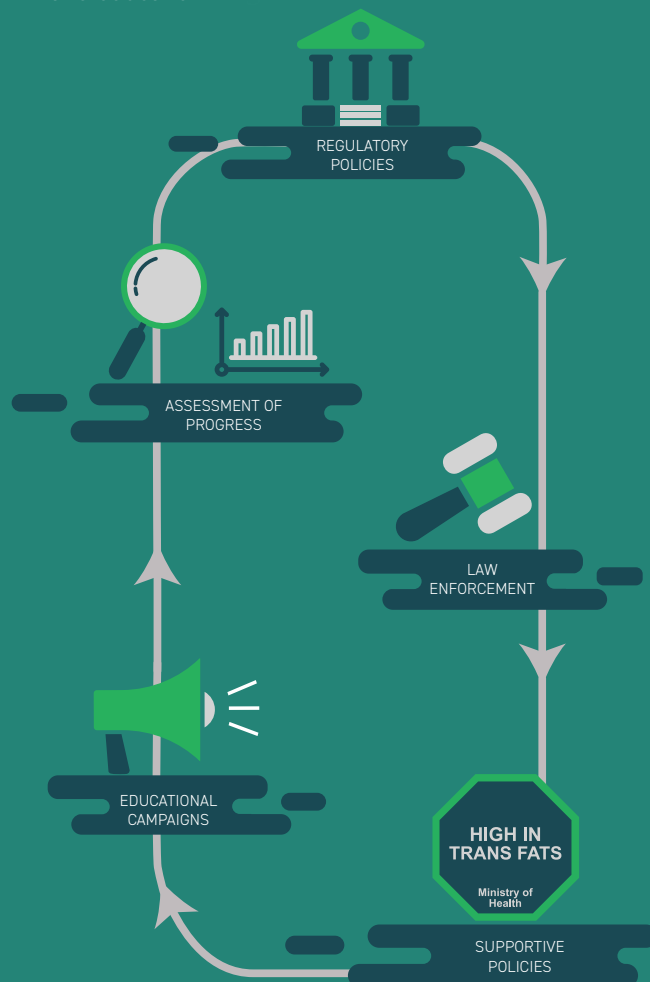 REGULATORY
POLICIES
ASSESSMENT OF
PROGRESS
LAW
ENFORCEMENT
EDUCATIONAL
CAMPAIGNS
HIGH IN
TRANS FATS
Ministry of
Health
SUPPORTIVE
POLICIES